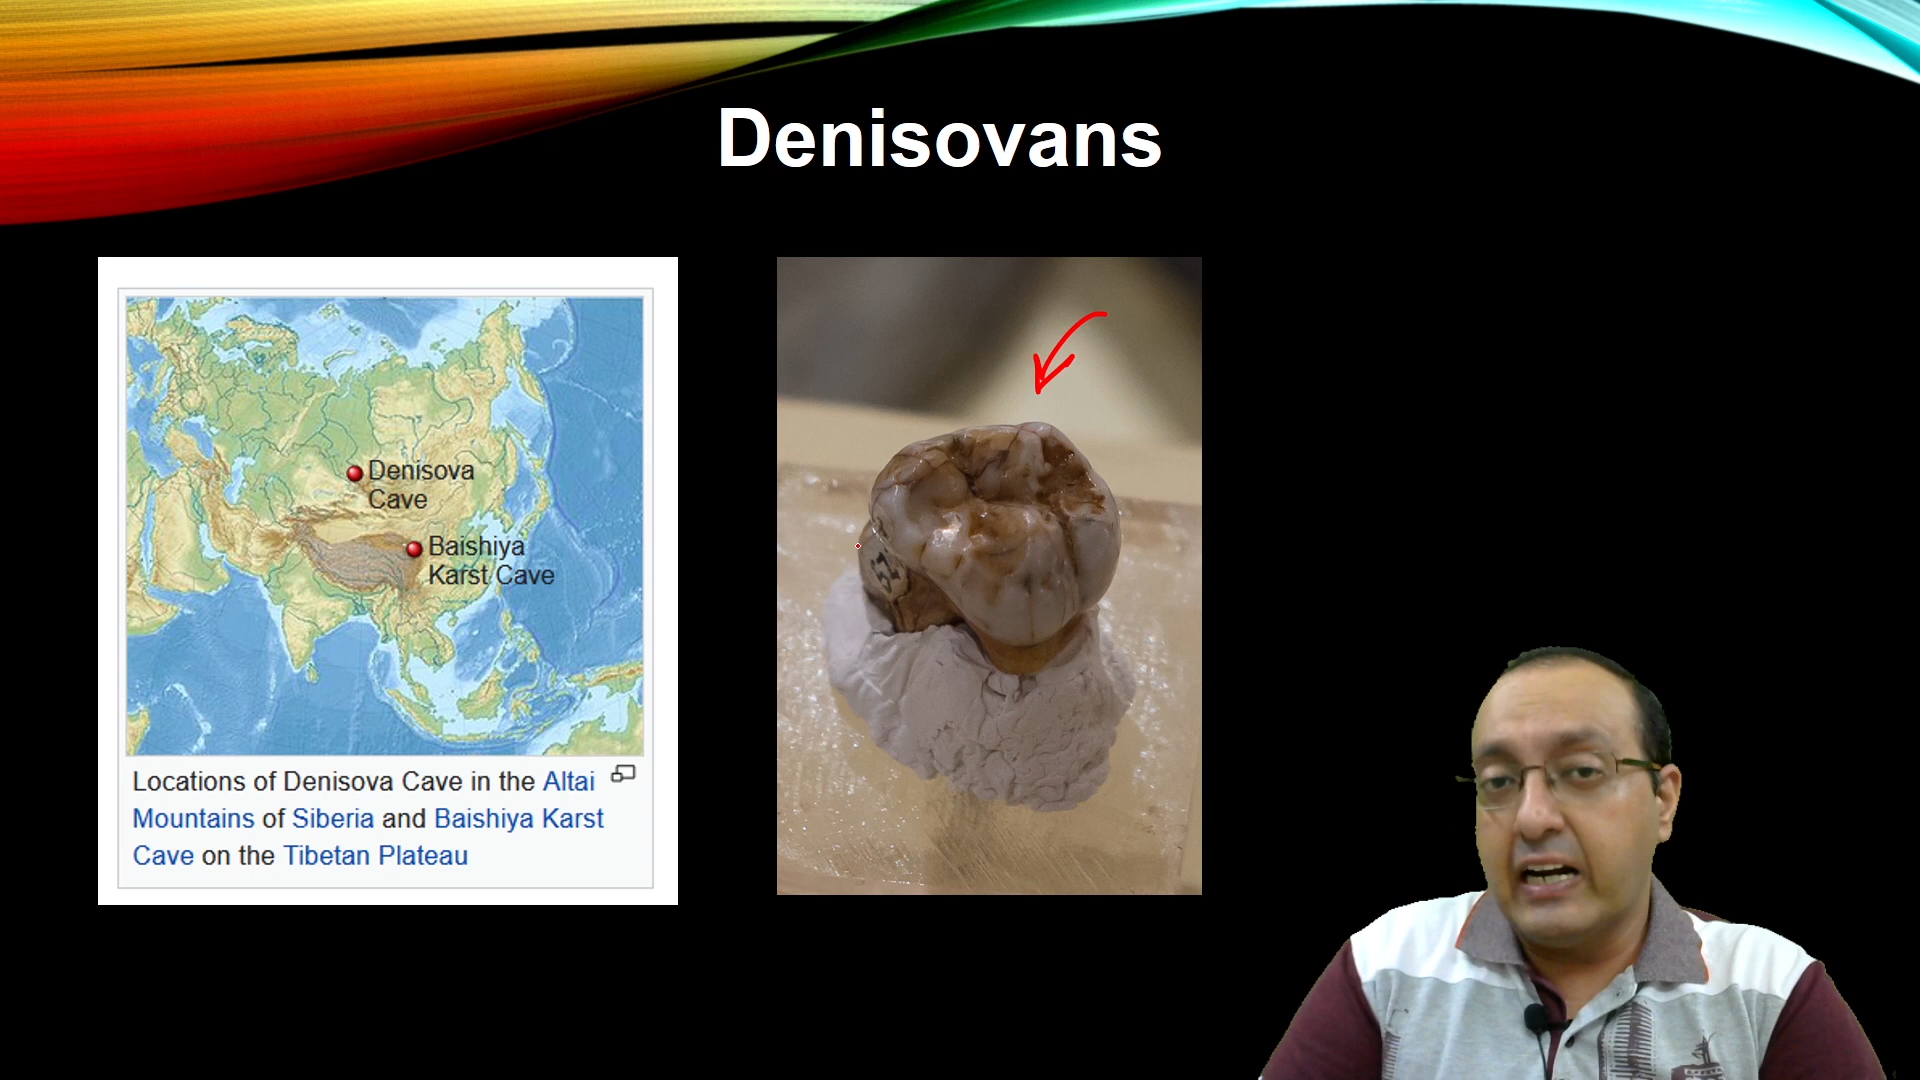 Denisovans
Denisova
Cave
Baishiya
Karst Cave
Locations of Denisova Cave in the Altai
Mountains of Siberia and Baishiya Karst
Cave on the Tibetan Plateau